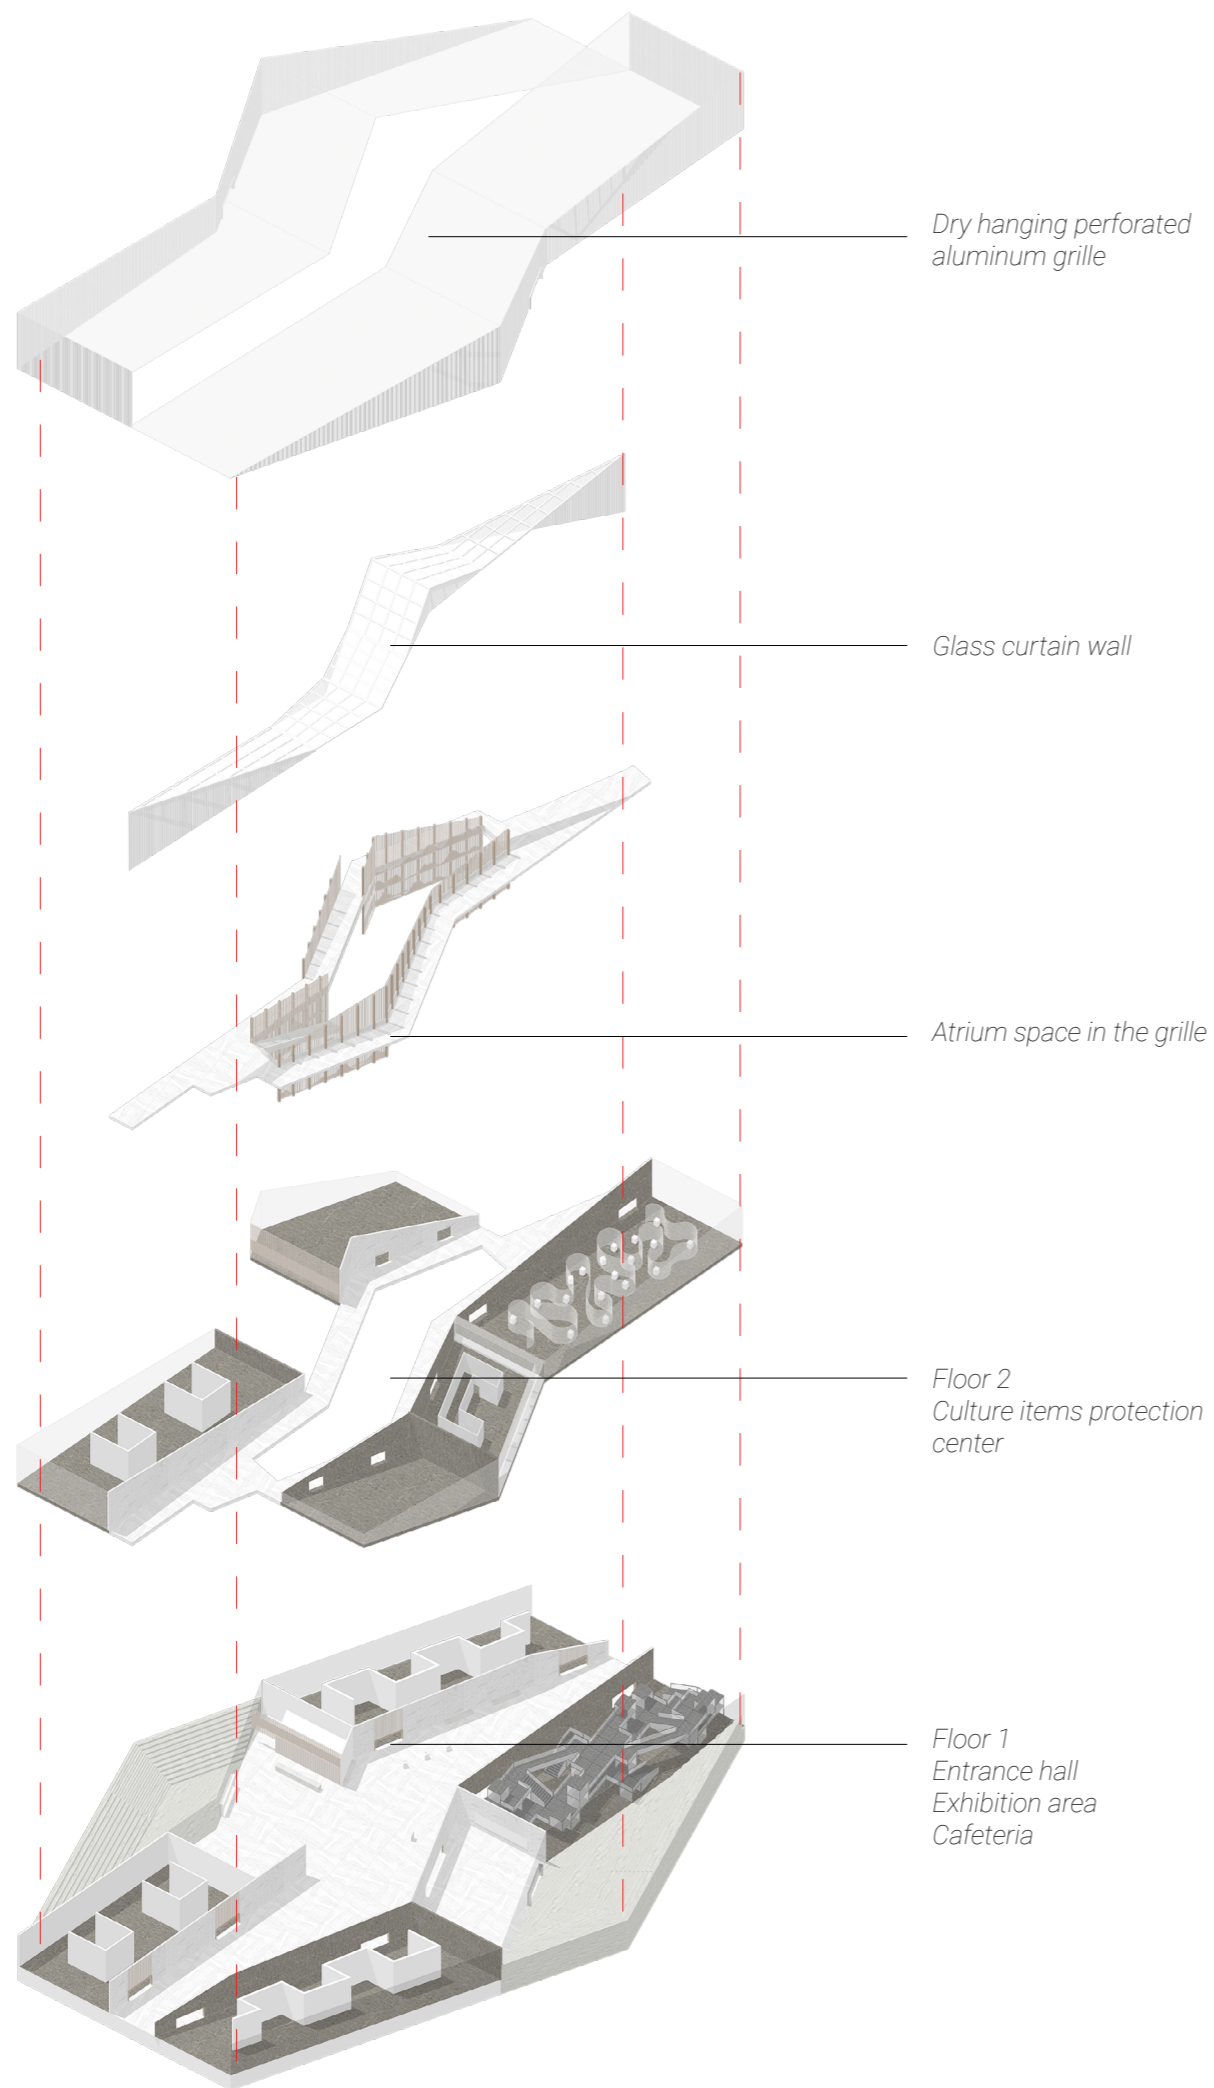 Dry hanging perforated
aluminum grille
Glass curtain wall
Atrium space in the grille
Floor 2
Culture items protection
center
Floor 1
Entrance hall
Exhibition area
Cafeteria